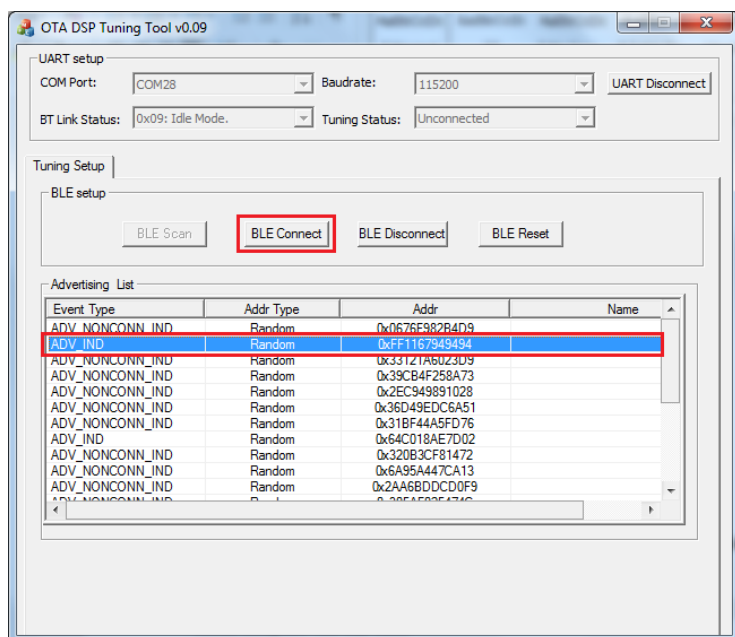 OTA DSP Tuning Tool v0.09
UART setup
COM Port: COM28 Baudrate: 115200 UART Disconnect
BT Link Status: 0x09: Idle Mode. Tuning Status: Unconnected
Tuning Setup
BLE setup
BLE Scan BLE Connect BLE Disconnect BLE Reset
Advertising List
Event Type Addr Type Addr Name
ADV_NONCONN_IND Random 0x0676F982B4D9
ADV_IND Random 0xFF1167949494
ADV_NONCONN_IND Random 0x33121A6023D9
ADV_NONCONN_IND Random 0x39CB4F258A73
ADV_NONCONN_IND Random 0x2EC949891028
ADV_NONCONN_IND Random 0x36D49EDC6A51
ADV_NONCONN_IND Random 0x31BF44A5FD76
ADV_IND Random 0x64C018AE7D02
ADV_NONCONN_IND Random 0x320B3CF81472
ADV_NONCONN_IND Random 0x6A95A447CA13
ADV_NONCONN_IND Random 0x2AA6BDDCD0F9